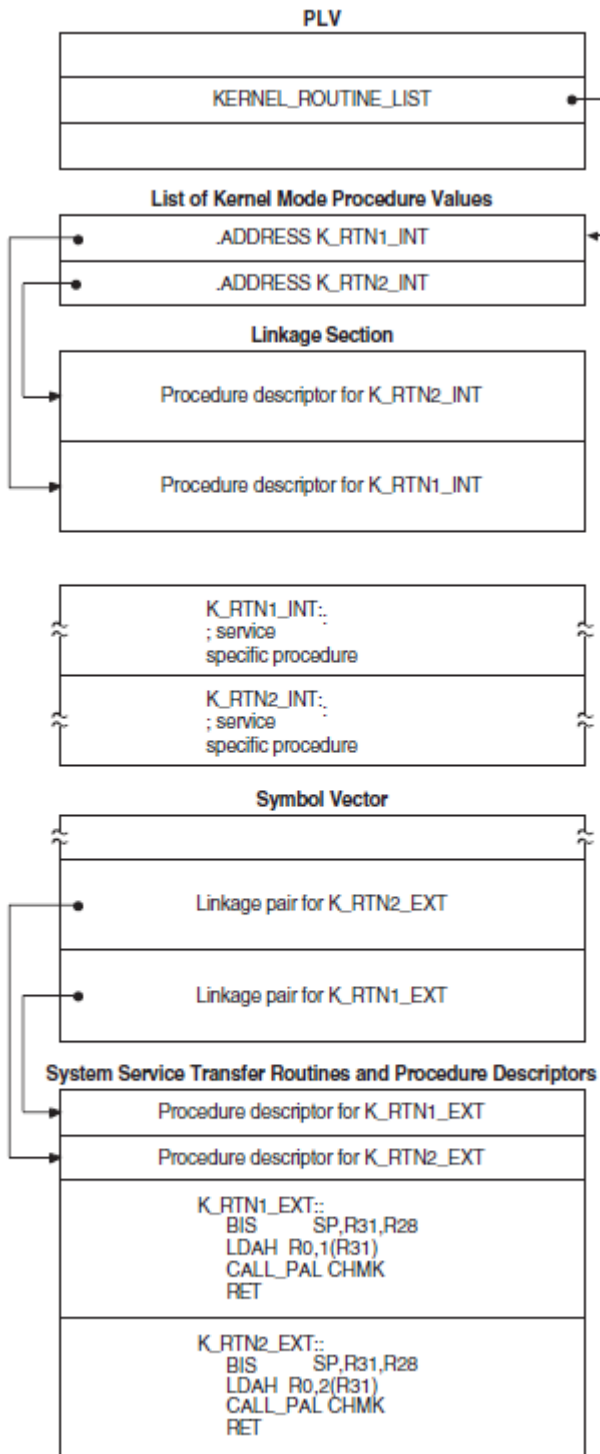 PLV
KERNEL_ROUTINE_LIST
List of Kernel Mode Procedure Values
.ADDRESS K_RTN1_INT
.ADDRESS K_RTN2_INT
Linkage Section
Procedure descriptor for K_RTN2_INT
Procedure descriptor for K_RTN1_INT
K_RTN1_INT:.
; service :
specific procedure
K_RTN2_INT:.
; service :
specific procedure
Symbol Vector
Linkage pair for K_RTN2_EXT
Linkage pair for K_RTN1_EXT
System Service Transfer Routines and Procedure Descriptors
Procedure descriptor for K_RTN1_EXT
Procedure descriptor for K_RTN2_EXT
K_RTN1_EXT::
BIS SP,R31,R28
LDAH R0,1(R31)
CALL_PAL CHMK
RET
K_RTN2_EXT::
BIS SP,R31,R28
LDAH R0,2(R31)
CALL_PAL CHMK
RET